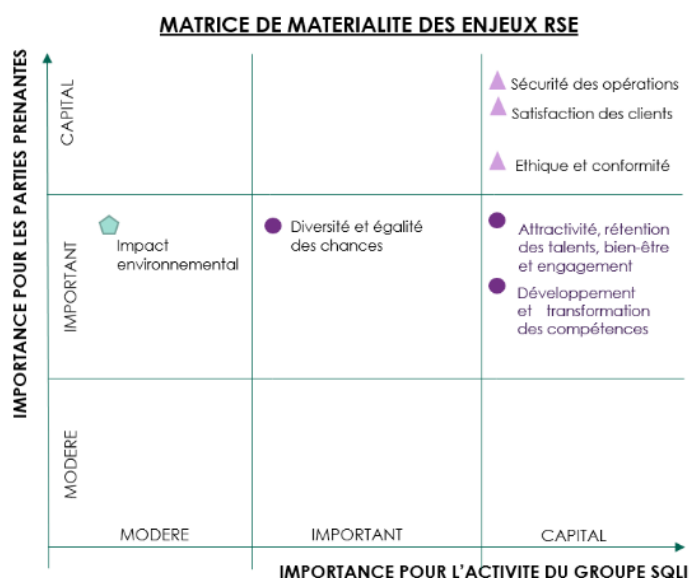 MATRICE DE MATERIALITE DES ENJEUX RSE
IMPORTANCE POUR LES PARTIES PRENANTES
CAPITAL
Sécurité des opérations
Satisfaction des clients
Ethique et conformité
IMPORTANT
Impact
environnemental
Diversité et égalité
des chances
Attractivité, rétention
des talents, bien-être
et engagement
Développement
et transformation
des compétences
MODERE
MODERE
IMPORTANT
CAPITAL
IMPORTANCE POUR L'ACTIVITE DU GROUPE SQLI